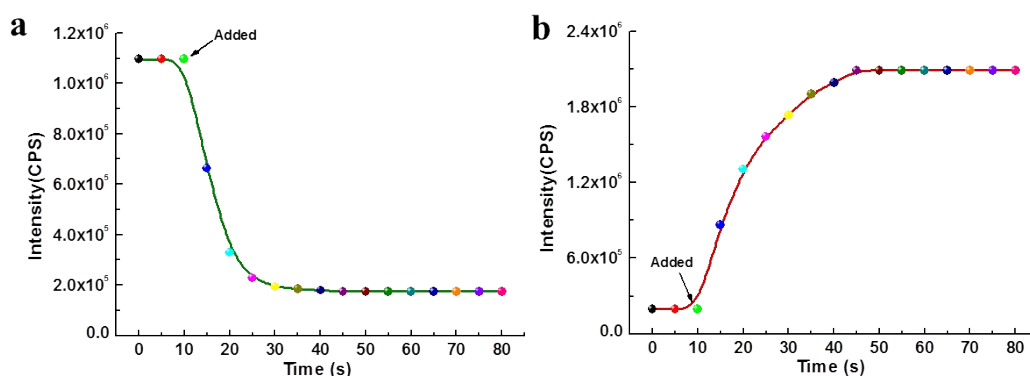 a
Intensity(CPS)
1.2x10⁶
1.0x10⁶
8.0x10⁵
6.0x10⁵
4.0x10⁵
2.0x10⁵
0.0
Added
0 10 20 30 40 50 60 70 80
Time (s)
b
Intensity(CPS)
2.4x10⁶
1.8x10⁶
1.2x10⁶
6.0x10⁵
0.0
Added
0 10 20 30 40 50 60 70 80
Time (s)